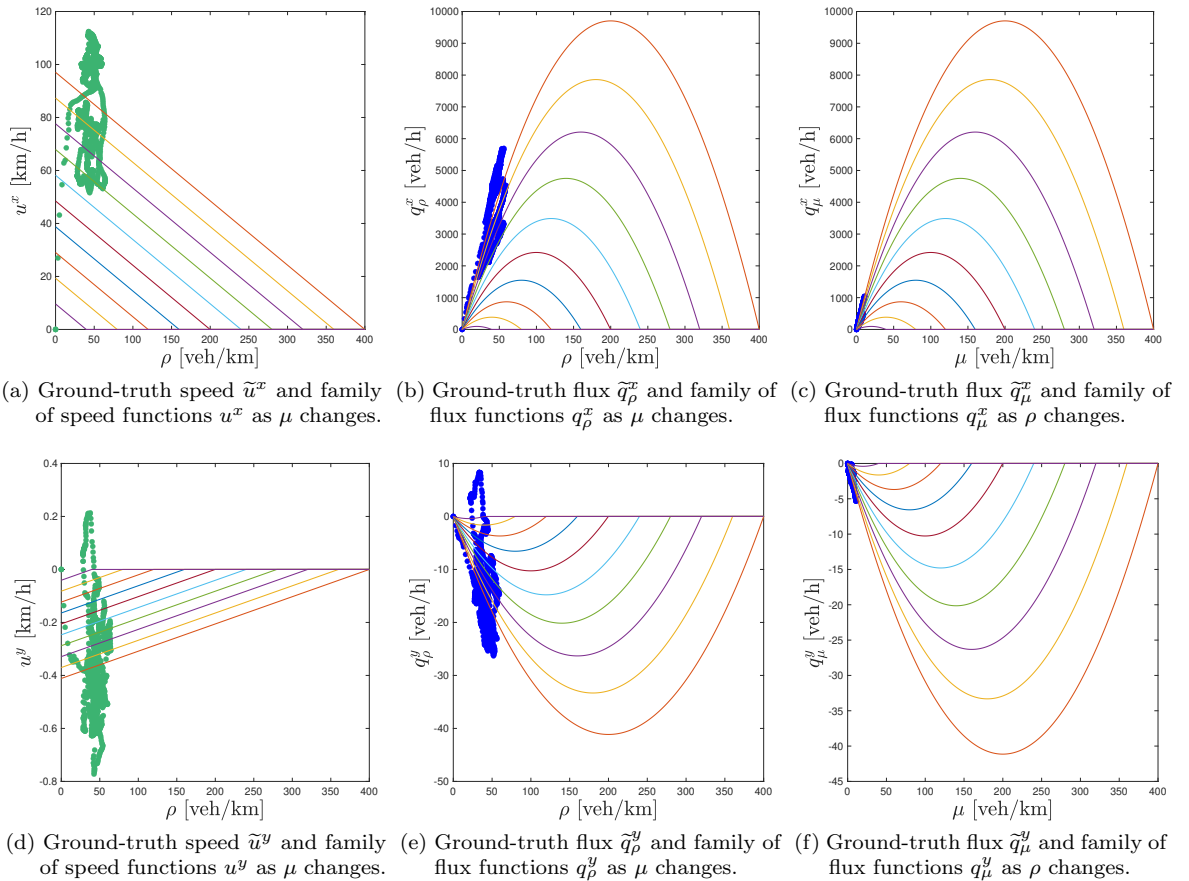 120
100
80
60
40
20
0
0 50 100 150 200 250 300 350 400
u^x [km/h]
ρ [veh/km]
10000
9000
8000
7000
6000
5000
4000
3000
2000
1000
0
0 50 100 150 200 250 300 350 400
q^x_ρ [veh/h]
ρ [veh/km]
10000
9000
8000
7000
6000
5000
4000
3000
2000
1000
0
0 50 100 150 200 250 300 350 400
q^x_μ [veh/h]
μ [veh/km]
(a) Ground-truth speed ũ^x and family
of speed functions u^x as μ changes.
(b) Ground-truth flux q̃^x_ρ and family of
flux functions q^x_ρ as μ changes.
(c) Ground-truth flux q̃^x_μ and family of
flux functions q^x_μ as ρ changes.
0.4
0.2
0
-0.2
-0.4
-0.6
-0.8
0 50 100 150 200 250 300 350 400
u^y [km/h]
ρ [veh/km]
10
0
-10
-20
-30
-40
-50
0 50 100 150 200 250 300 350 400
q^y_ρ [veh/h]
ρ [veh/km]
0
-5
-10
-15
-20
-25
-30
-35
-40
-45
0 50 100 150 200 250 300 350 400
q^y_μ [veh/h]
μ [veh/km]
(d) Ground-truth speed ũ^y and family
of speed functions u^y as μ changes.
(e) Ground-truth flux q̃^y_ρ and family of
flux functions q^y_ρ as μ changes.
(f) Ground-truth flux q̃^y_μ and family of
flux functions q^y_μ as ρ changes.